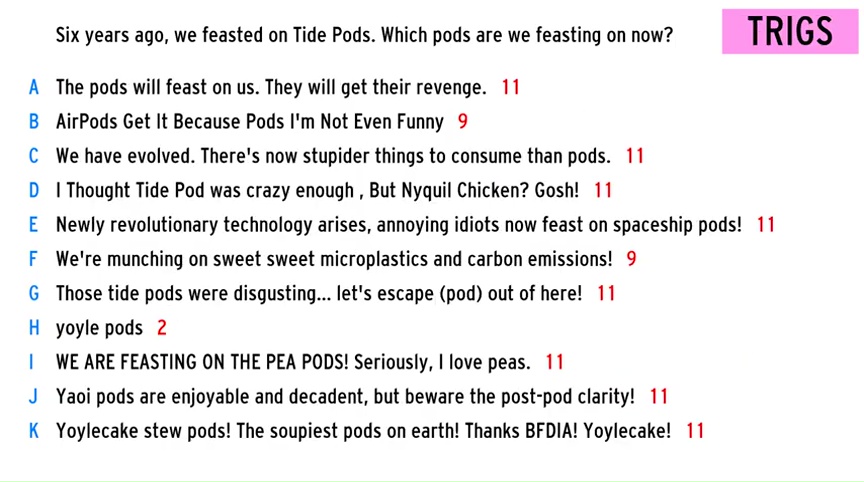 Six years ago, we feasted on Tide Pods. Which pods are we feasting on now?
TRIGS
A The pods will feast on us. They will get their revenge. 11
B AirPods Get It Because Pods I'm Not Even Funny 9
C We have evolved. There's now stupider things to consume than pods. 11
D I Thought Tide Pod was crazy enough , But Nyquil Chicken? Gosh! 11
E Newly revolutionary technology arises, annoying idiots now feast on spaceship pods! 11
F We're munching on sweet sweet microplastics and carbon emissions! 9
G Those tide pods were disgusting... let's escape (pod) out of here! 11
H yoyle pods 2
I WE ARE FEASTING ON THE PEA PODS! Seriously, I love peas. 11
J Yaoi pods are enjoyable and decadent, but beware the post-pod clarity! 11
K Yoylecake stew pods! The soupiest pods on earth! Thanks BFDIA! Yoylecake! 11